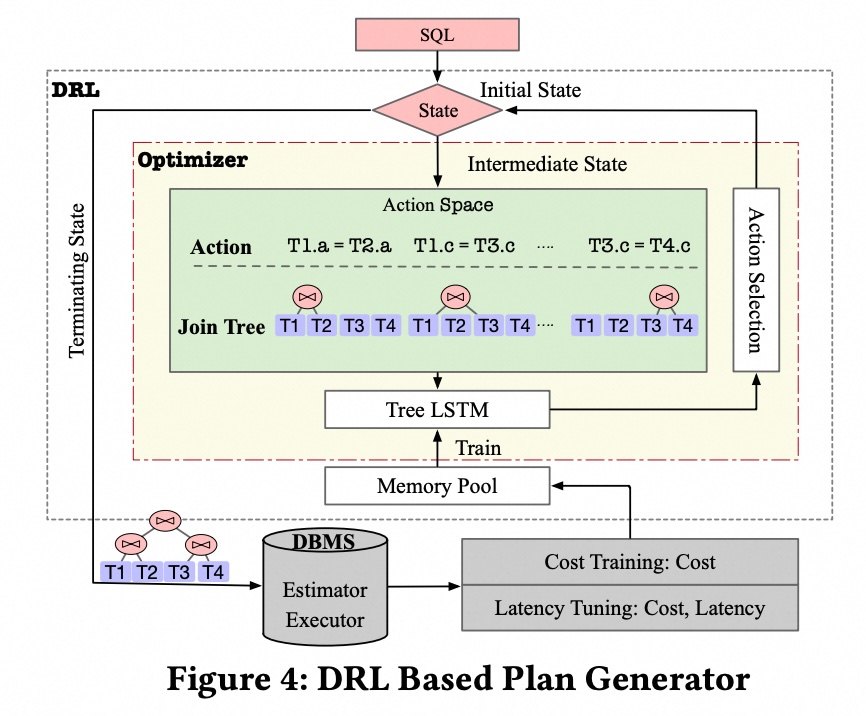 SQL
DRL
Initial State
State
Optimizer
Intermediate State
Action Space
Action T1.a = T2.a T1.c = T3.c .... T3.c = T4.c
Join Tree T1 T2 T3 T4 T1 T2 T3 T4 .... T1 T2 T3 T4
Action Selection
Terminating State
Tree LSTM
Train
Memory Pool
T1 T2 T3 T4
DBMS
Estimator
Executor
Cost Training: Cost
Latency Tuning: Cost, Latency
Figure 4: DRL Based Plan Generator